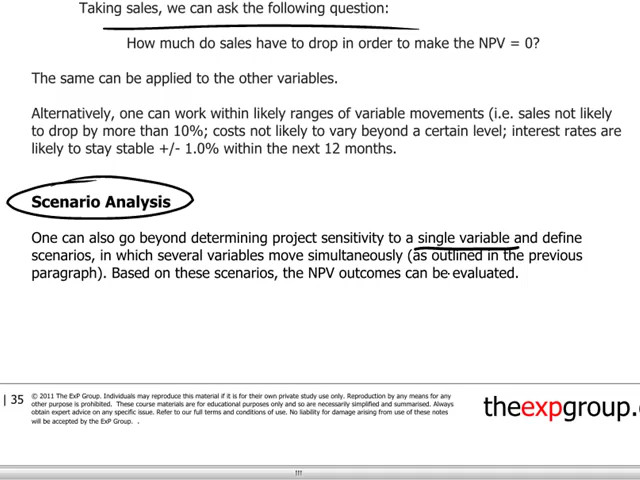 Taking sales, we can ask the following question:
How much do sales have to drop in order to make the NPV = 0?
The same can be applied to the other variables.
Alternatively, one can work within likely ranges of variable movements (i.e. sales not likely
to drop by more than 10%; costs not likely to vary beyond a certain level; interest rates are
likely to stay stable +/- 1.0% within the next 12 months.
Scenario Analysis
One can also go beyond determining project sensitivity to a single variable and define
scenarios, in which several variables move simultaneously (as outlined in the previous
paragraph). Based on these scenarios, the NPV outcomes can be evaluated.
| 35
© 2011 The ExP Group. Individuals may reproduce this material if it is for their own private study use only. Reproduction by any means for any
other purpose is prohibited. These course materials are for educational purposes only and so are necessarily simplified and summarised. Always
obtain expert advice on any specific issue. Refer to our full terms and conditions of use. No liability for damage arising from use of these notes
will be accepted by the ExP Group. .
theexpgroup.